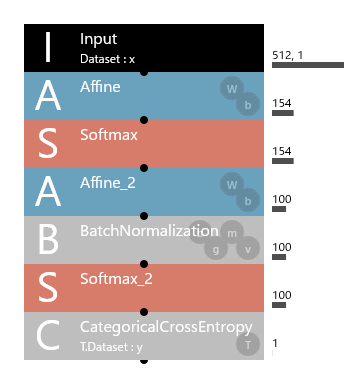 I Input 512, 1
Dataset : x
A Affine W b 154
S Softmax 154
A Affine_2 W b 100
B BatchNormalization m g v 100
S Softmax_2 100
C CategoricalCrossEntropy 1
T.Dataset : y T